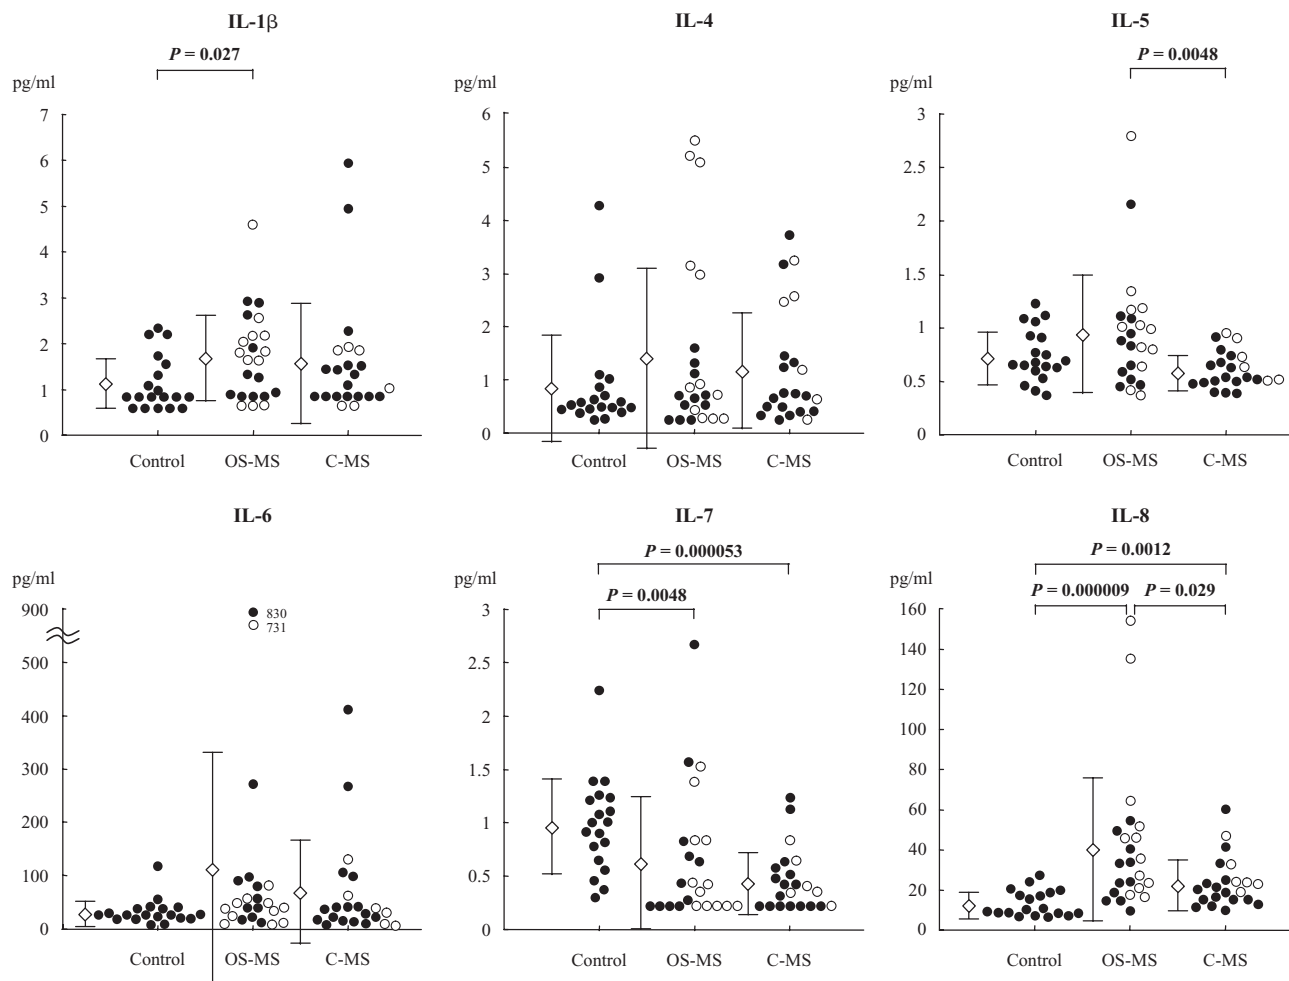 IL-1β
P = 0.027
pg/ml
7
6
5
4
3
2
1
0
Control OS-MS C-MS
IL-4
pg/ml
6
5
4
3
2
1
0
Control OS-MS C-MS
IL-5
P = 0.0048
pg/ml
3
2.5
2
1.5
1
0.5
0
Control OS-MS C-MS
IL-6
pg/ml
900
830
731
500
400
300
200
100
0
Control OS-MS C-MS
IL-7
P = 0.000053
pg/ml
P = 0.0048
3
2.5
2
1.5
1
0.5
0
Control OS-MS C-MS
IL-8
P = 0.0012
pg/ml
P = 0.000009 P = 0.029
160
140
120
100
80
60
40
20
0
Control OS-MS C-MS